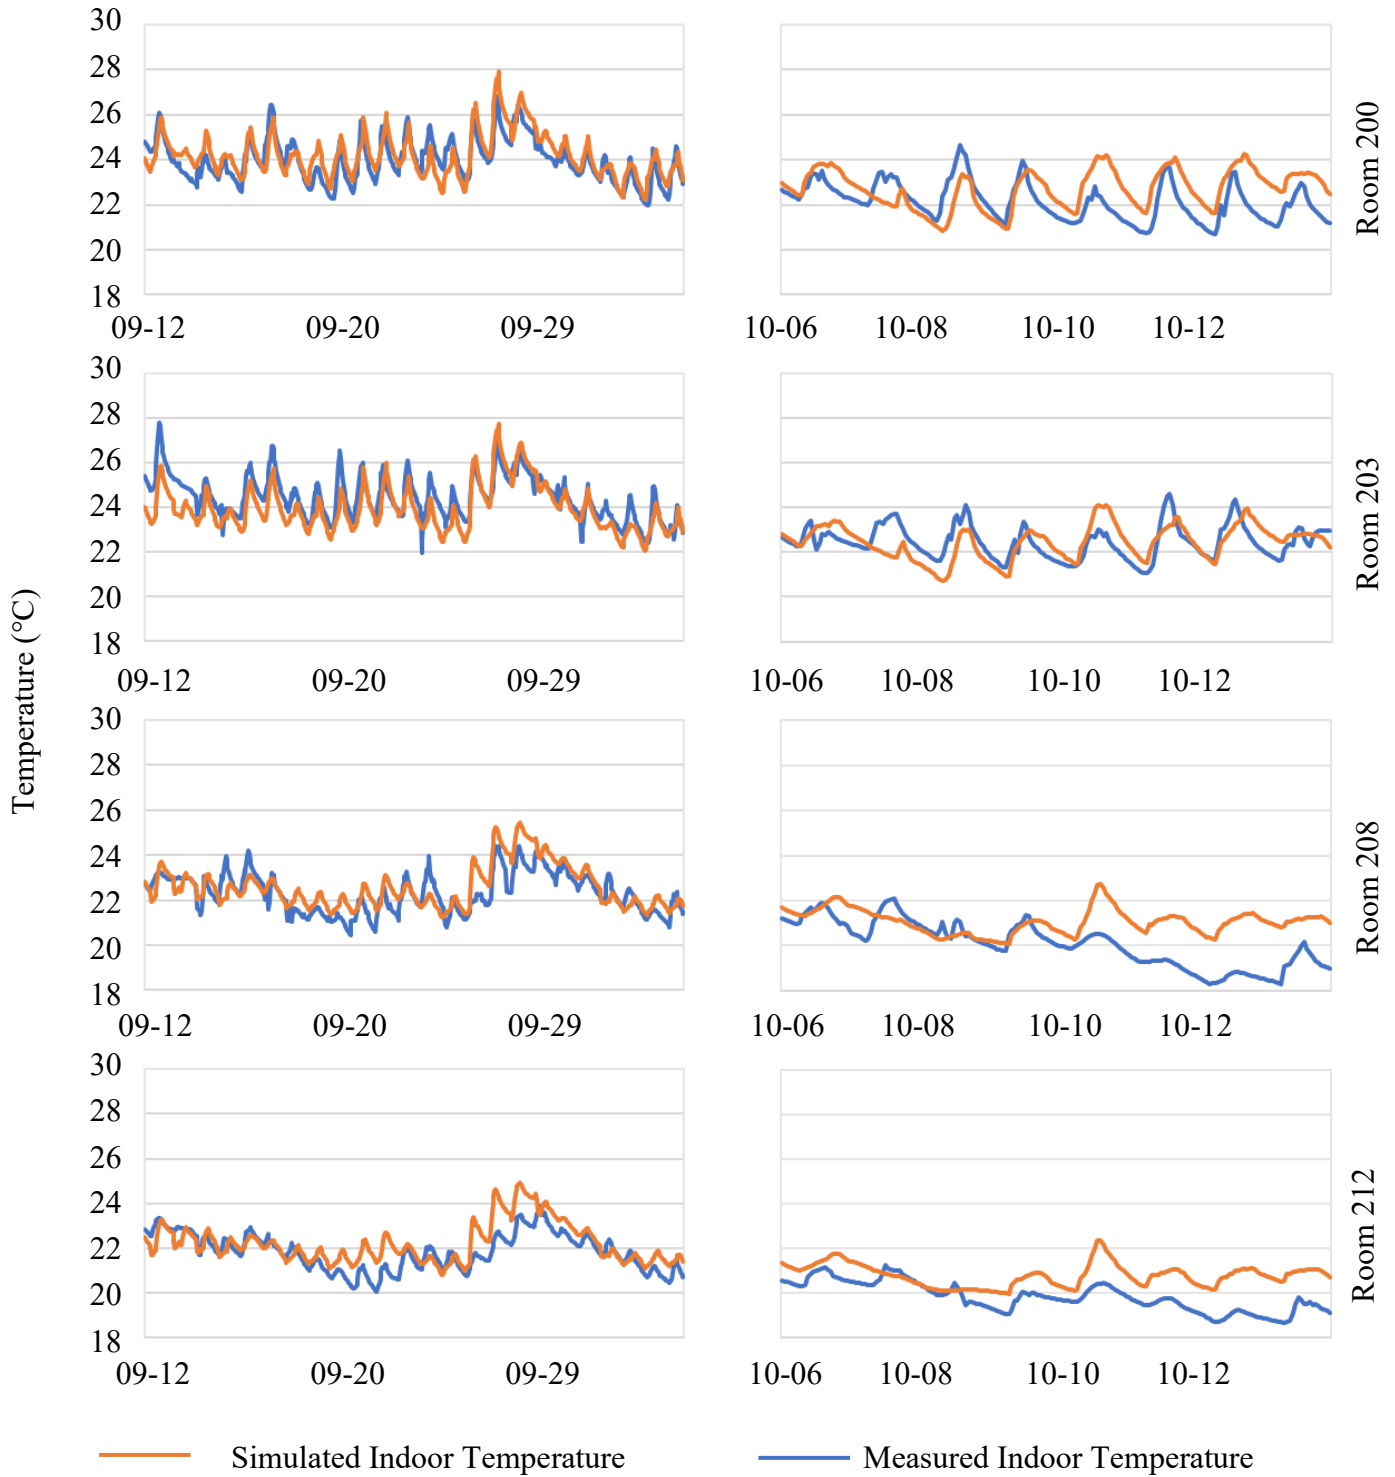 30
28
26
24
22
20
18
09-12 09-20 09-29
10-06 10-08 10-10 10-12
Room 200
30
28
26
24
22
20
18
09-12 09-20 09-29
10-06 10-08 10-10 10-12
Room 203
Temperature (°C)
30
28
26
24
22
20
18
09-12 09-20 09-29
10-06 10-08 10-10 10-12
Room 208
30
28
26
24
22
20
18
09-12 09-20 09-29
10-06 10-08 10-10 10-12
Room 212
Simulated Indoor Temperature
Measured Indoor Temperature